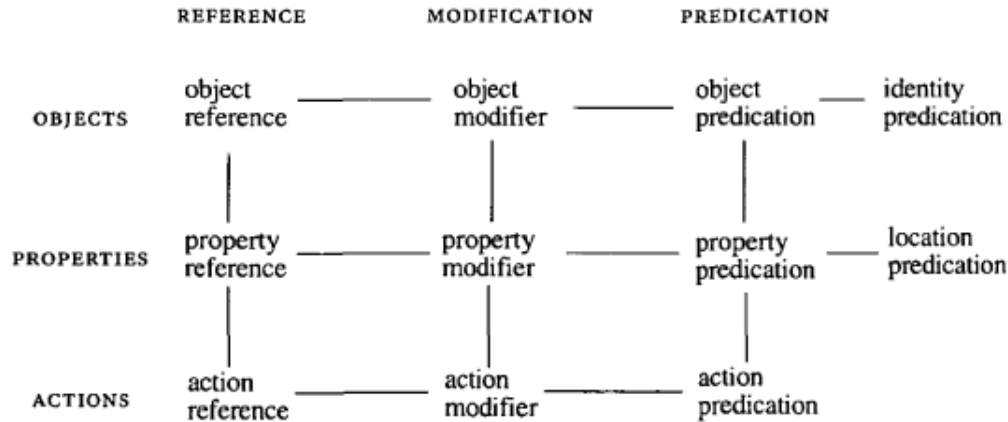 REFERENCE MODIFICATION PREDICATION
object object object identity
OBJECTS reference modifier predication predication
property property property location
PROPERTIES reference modifier predication predication
action action action
ACTIONS reference modifier predication